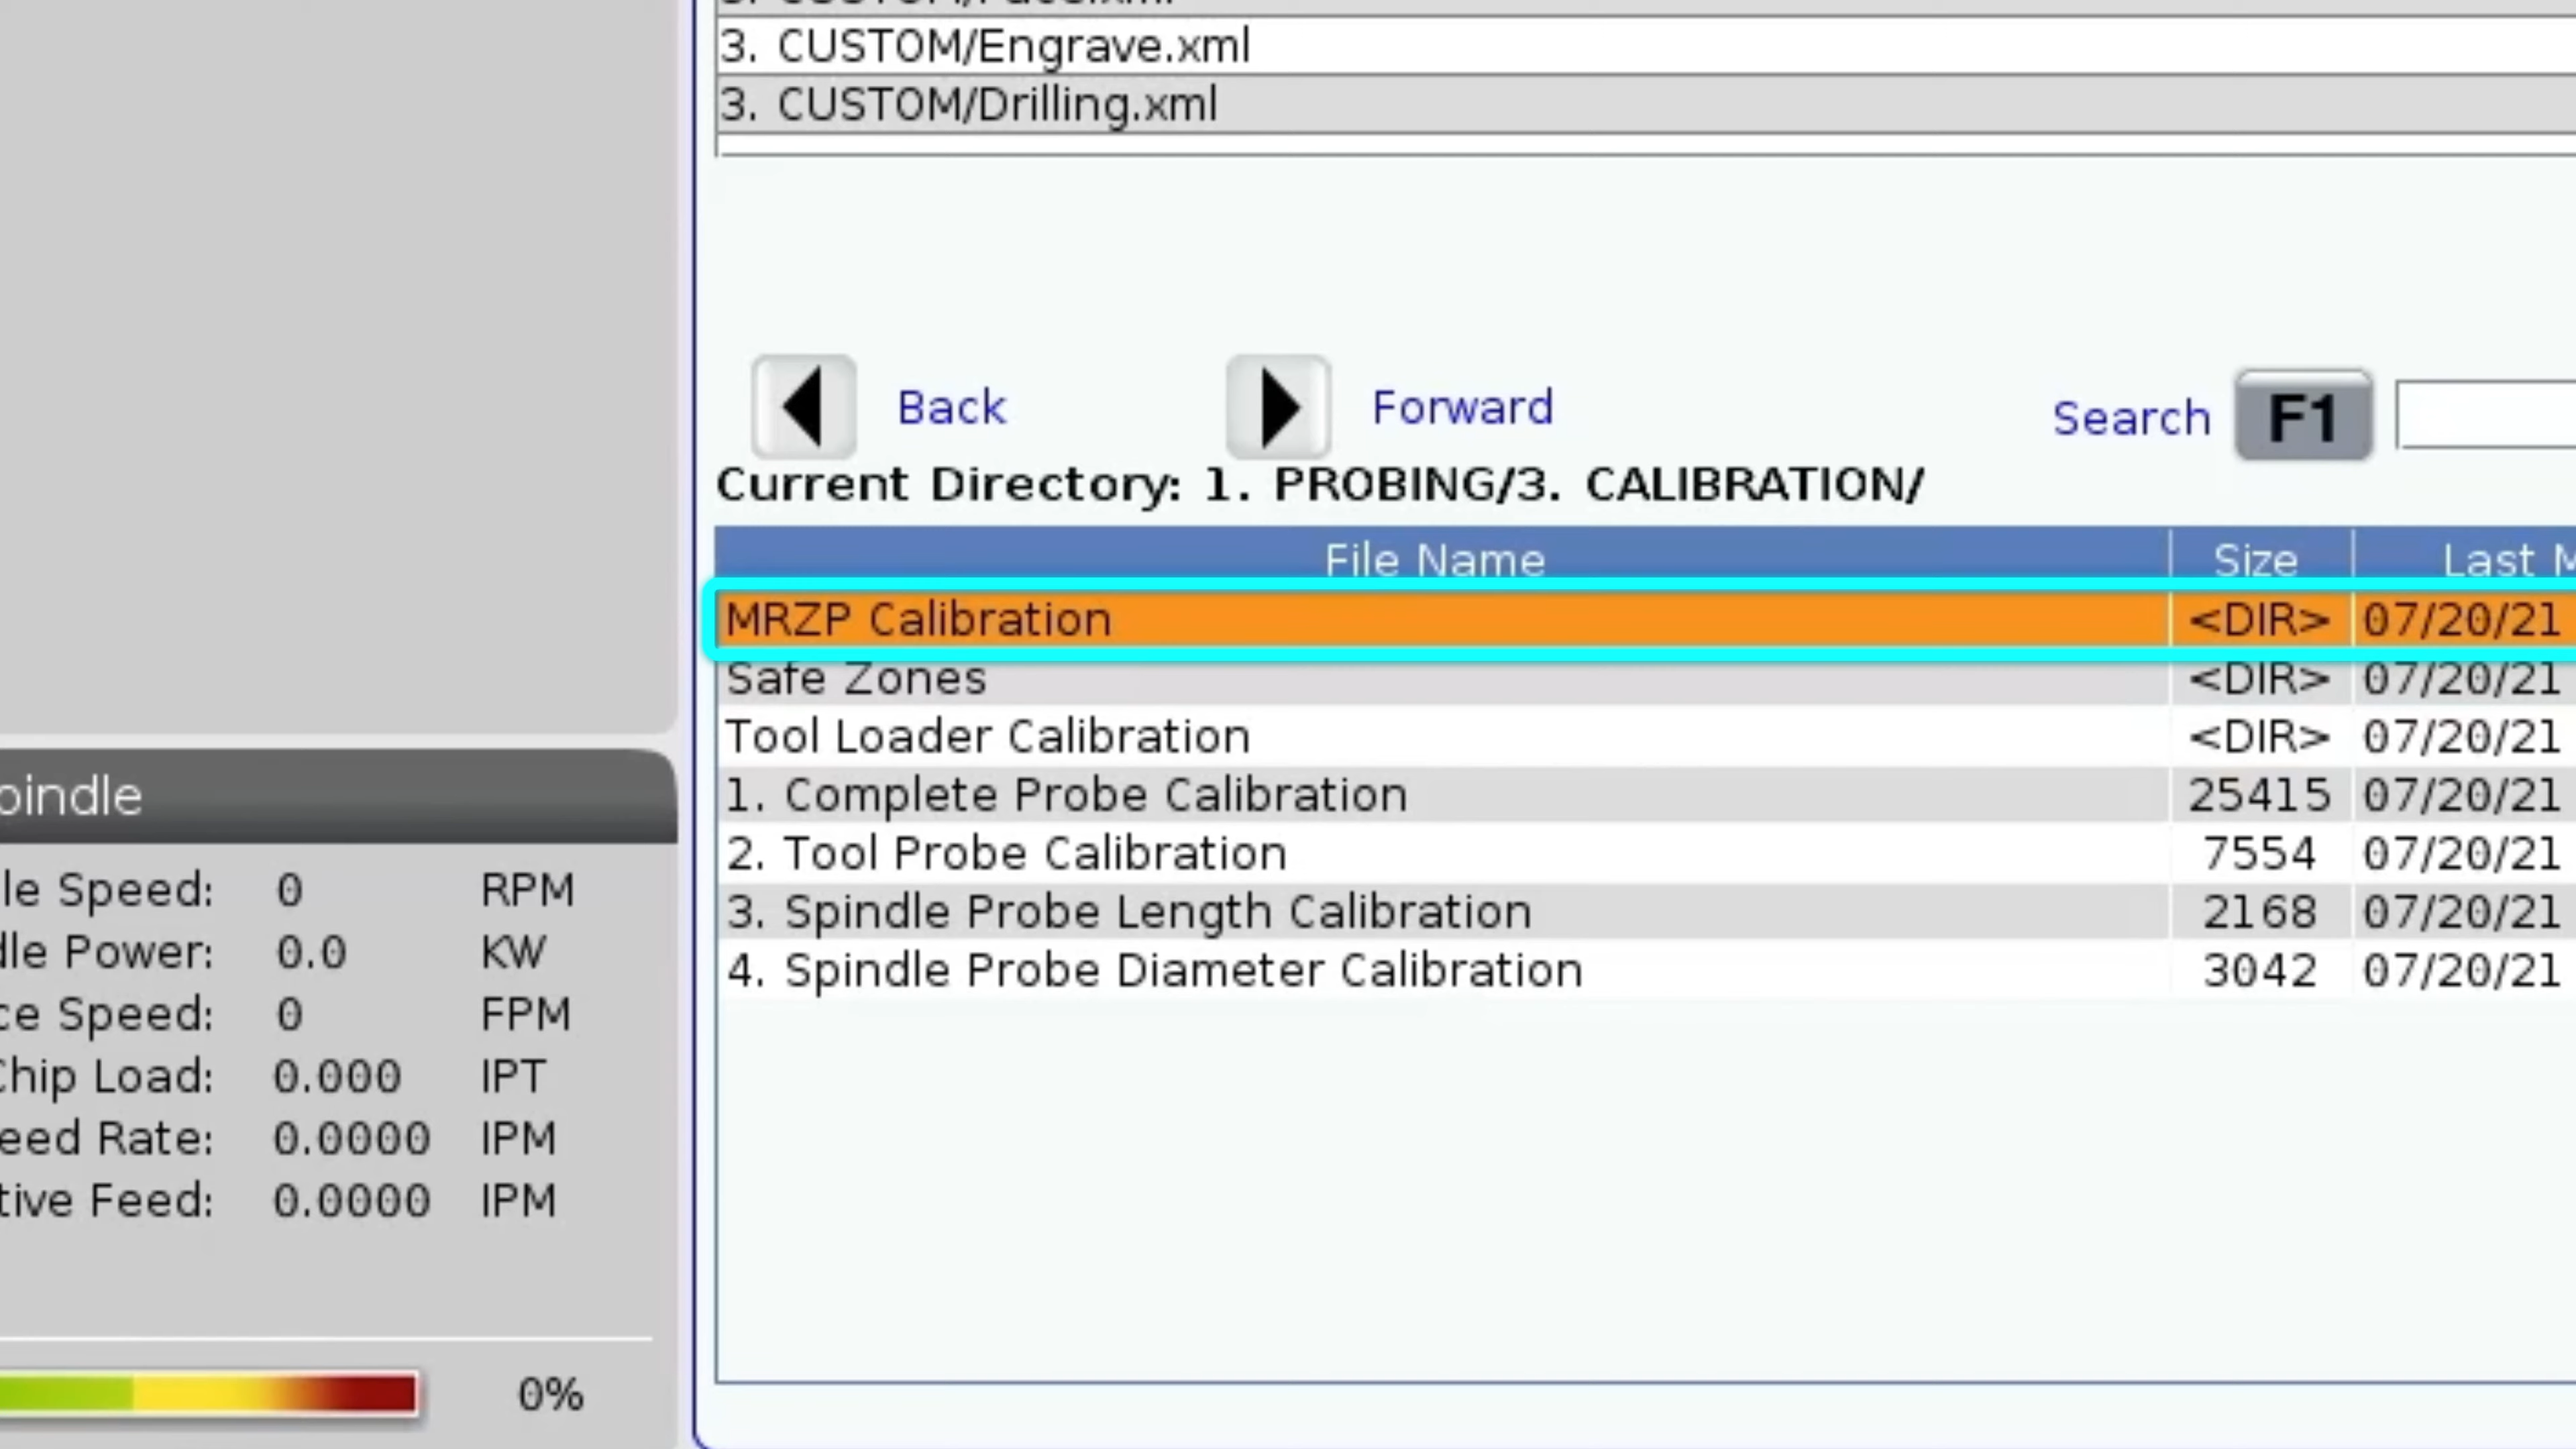 3. CUSTOM/Engrave.xml
3. CUSTOM/Drilling.xml
Back
Forward
Search F1
Current Directory: 1. PROBING/3. CALIBRATION/
File Name Size Last
MRZP Calibration <DIR> 07/20/21
Safe Zones <DIR> 07/20/21
Tool Loader Calibration <DIR> 07/20/21
1. Complete Probe Calibration 25415 07/20/21
2. Tool Probe Calibration 7554 07/20/21
3. Spindle Probe Length Calibration 2168 07/20/21
4. Spindle Probe Diameter Calibration 3042 07/20/21
pindle
le Speed: 0 RPM
dle Power: 0.0 KW
ce Speed: 0 FPM
Chip Load: 0.000 IPT
eed Rate: 0.0000 IPM
tive Feed: 0.0000 IPM
0%